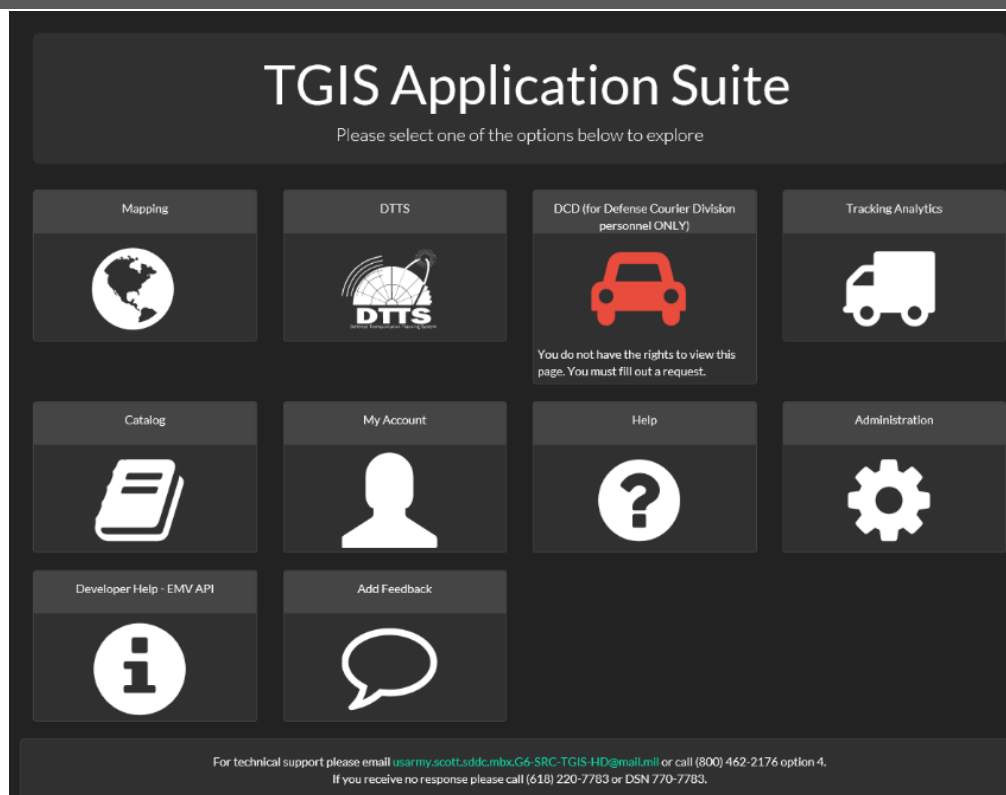 TGIS Application Suite
Please select one of the options below to explore
Mapping
DTTS
DCD (for Defense Courier Division
personnel ONLY)
Tracking Analytics
DTTS
Defense Transportation Tracking System
You do not have the rights to view this
page. You must fill out a request.
Catalog
My Account
Help
Administration
Developer Help - EMV API
Add Feedback
For technical support please email usarmy.scott.sddc.mbx.G6-SRC-TGIS-HD@mail.mil or call (800) 462-2176 option 4.
If you receive no response please call (618) 220-7783 or DSN 770-7783.